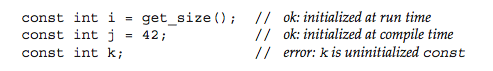 const int i = get_size();  // ok: initialized at run time
const int j = 42;          // ok: initialized at compile time
const int k;               // error: k is uninitialized const